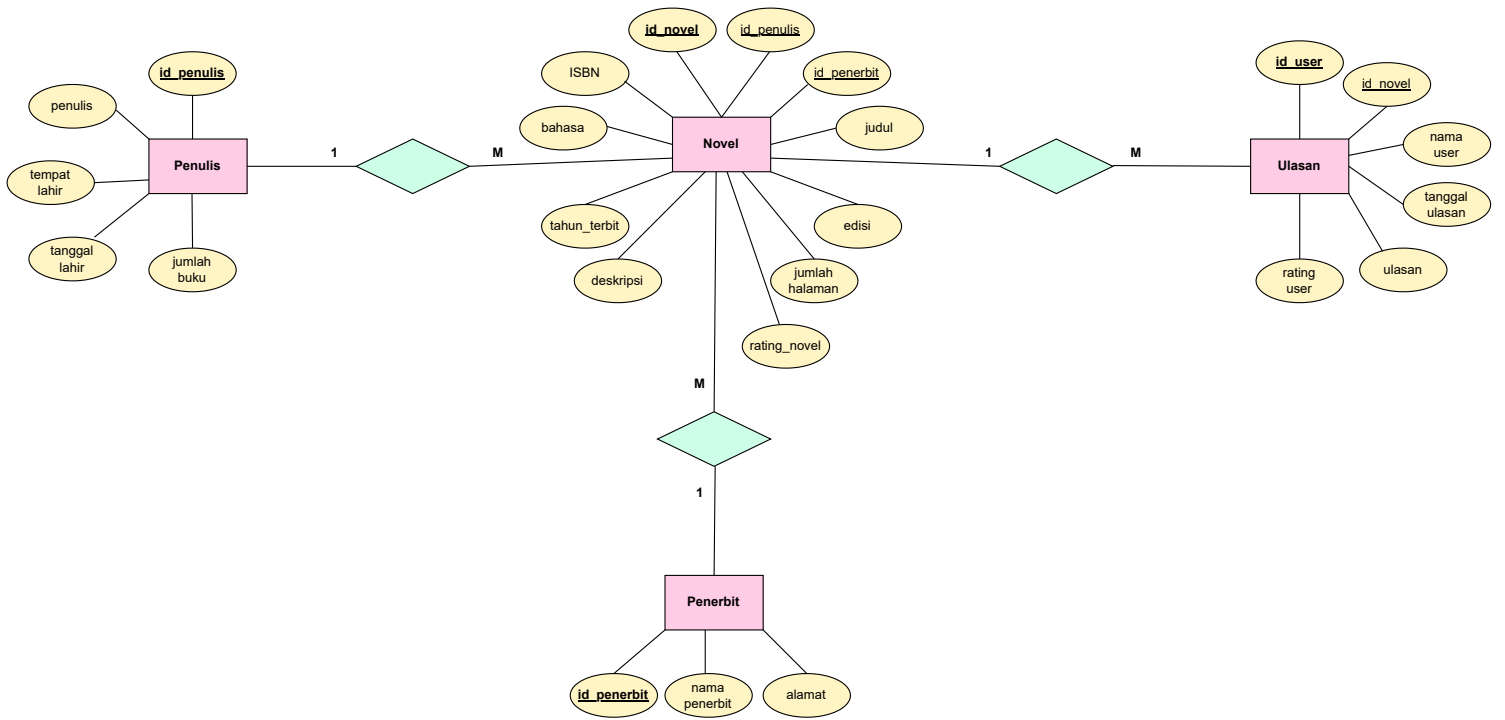 id_penulis
penulis
tempat
lahir
tanggal
lahir
jumlah
buku
Penulis
1
M
id_novel
id_penulis
ISBN
id_penerbit
bahasa
judul
Novel
tahun_terbit
edisi
deskripsi
jumlah
halaman
rating_novel
1
M
id_user
id_novel
nama
user
Ulasan
tanggal
ulasan
ulasan
rating
user
M
1
Penerbit
id_penerbit
nama
penerbit
alamat